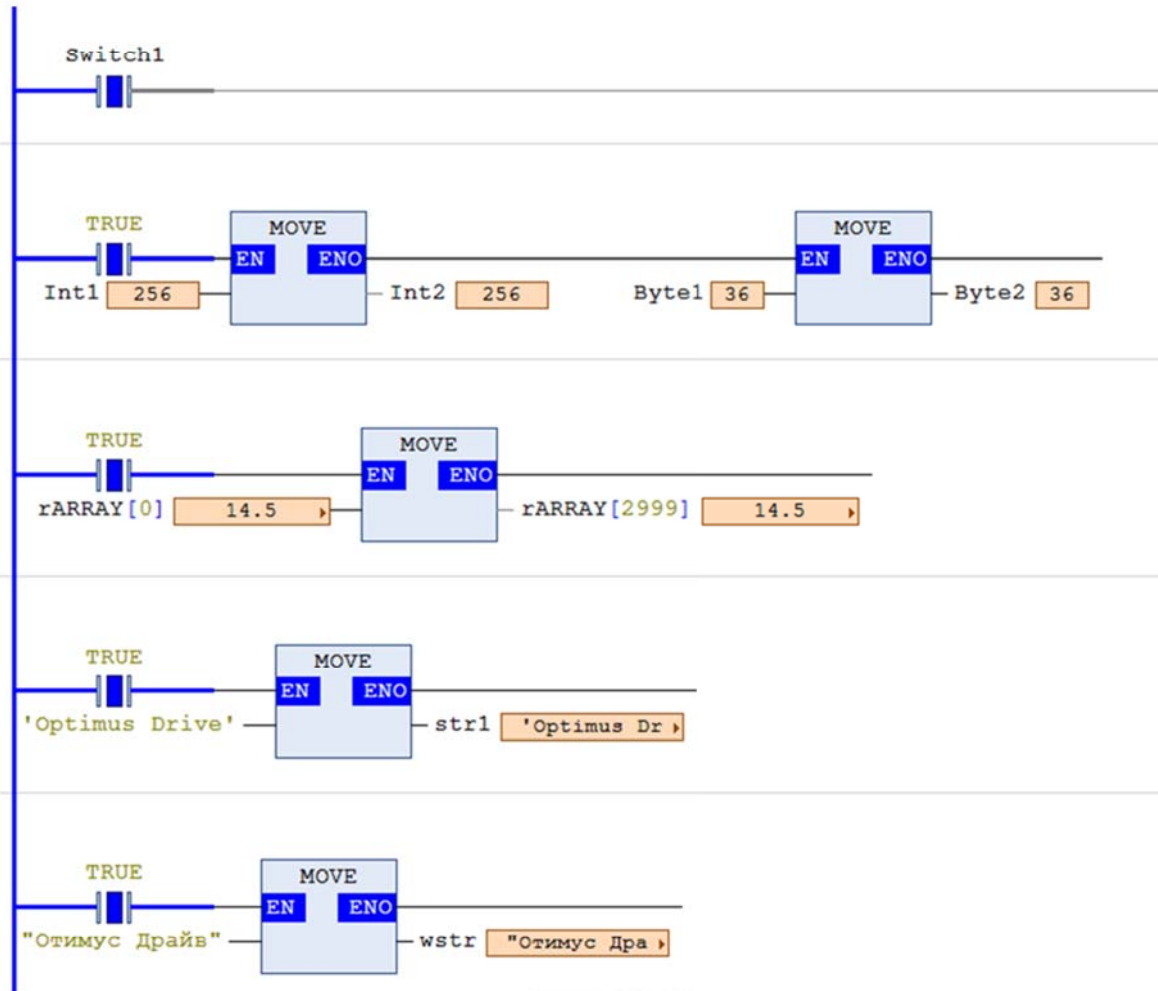 Switch1
TRUE MOVE MOVE
EN ENO EN ENO
Int1 256 Int2 256 Byte1 36 Byte2 36
TRUE MOVE
EN ENO
rARRAY[0] 14.5 rARRAY[2999] 14.5
TRUE MOVE
EN ENO
'Optimus Drive' str1 'Optimus Dr
TRUE MOVE
EN ENO
"Отимус Драйв" wstr "Отимус Дра